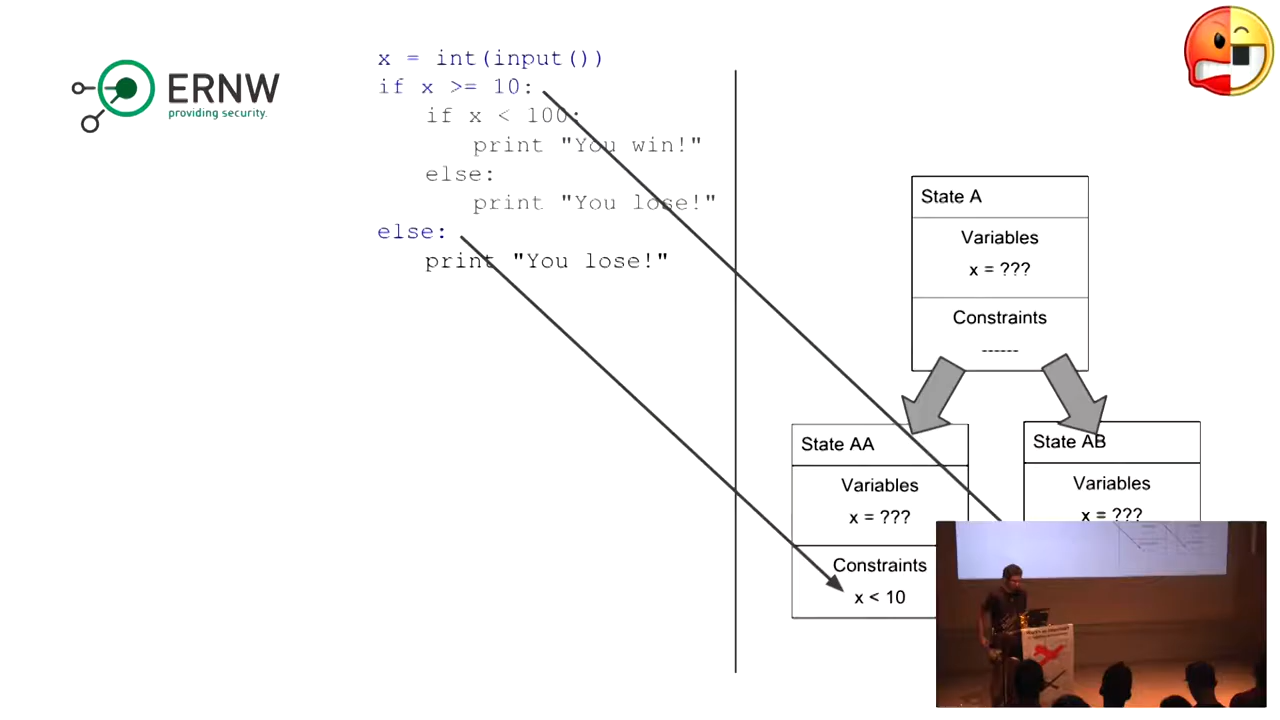 ERNW
providing security.
x = int(input())
if x >= 10:
if x < 100:
print "You win!"
else:
print "You lose!"
else:
print "You lose!"
State A
Variables
x = ???
Constraints
------
State AA
Variables
x = ???
Constraints
x < 10
State AB
Variables
x = ???